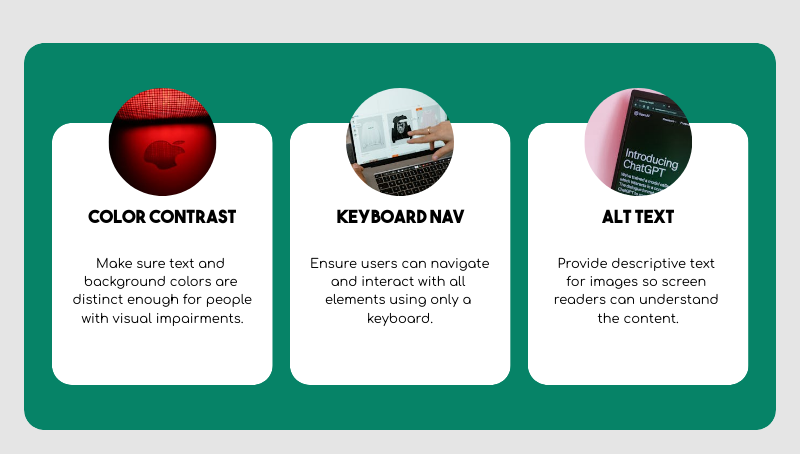 Introducing
ChatGPT
COLOR CONTRAST
Make sure text and
background colors are
distinct enough for people
with visual impairments.
KEYBOARD NAV
Ensure users can navigate
and interact with all
elements using only a
keyboard.
ALT TEXT
Provide descriptive text
for images so screen
readers can understand
the content.